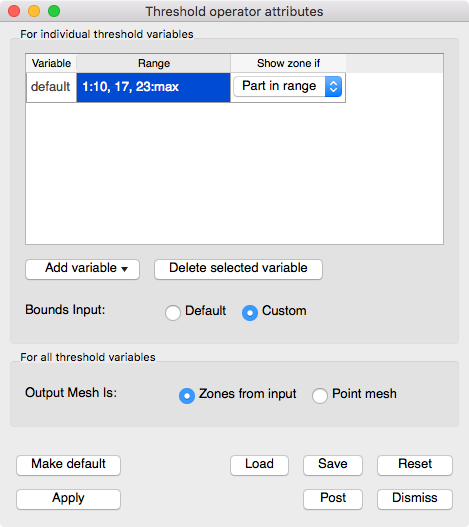 Threshold operator attributes
For individual threshold variables
Variable Range Show zone if
default 1:10, 17, 23:max Part in range
Add variable Delete selected variable
Bounds Input: Default Custom
For all threshold variables
Output Mesh Is: Zones from input Point mesh
Make default Load Save Reset
Apply Post Dismiss